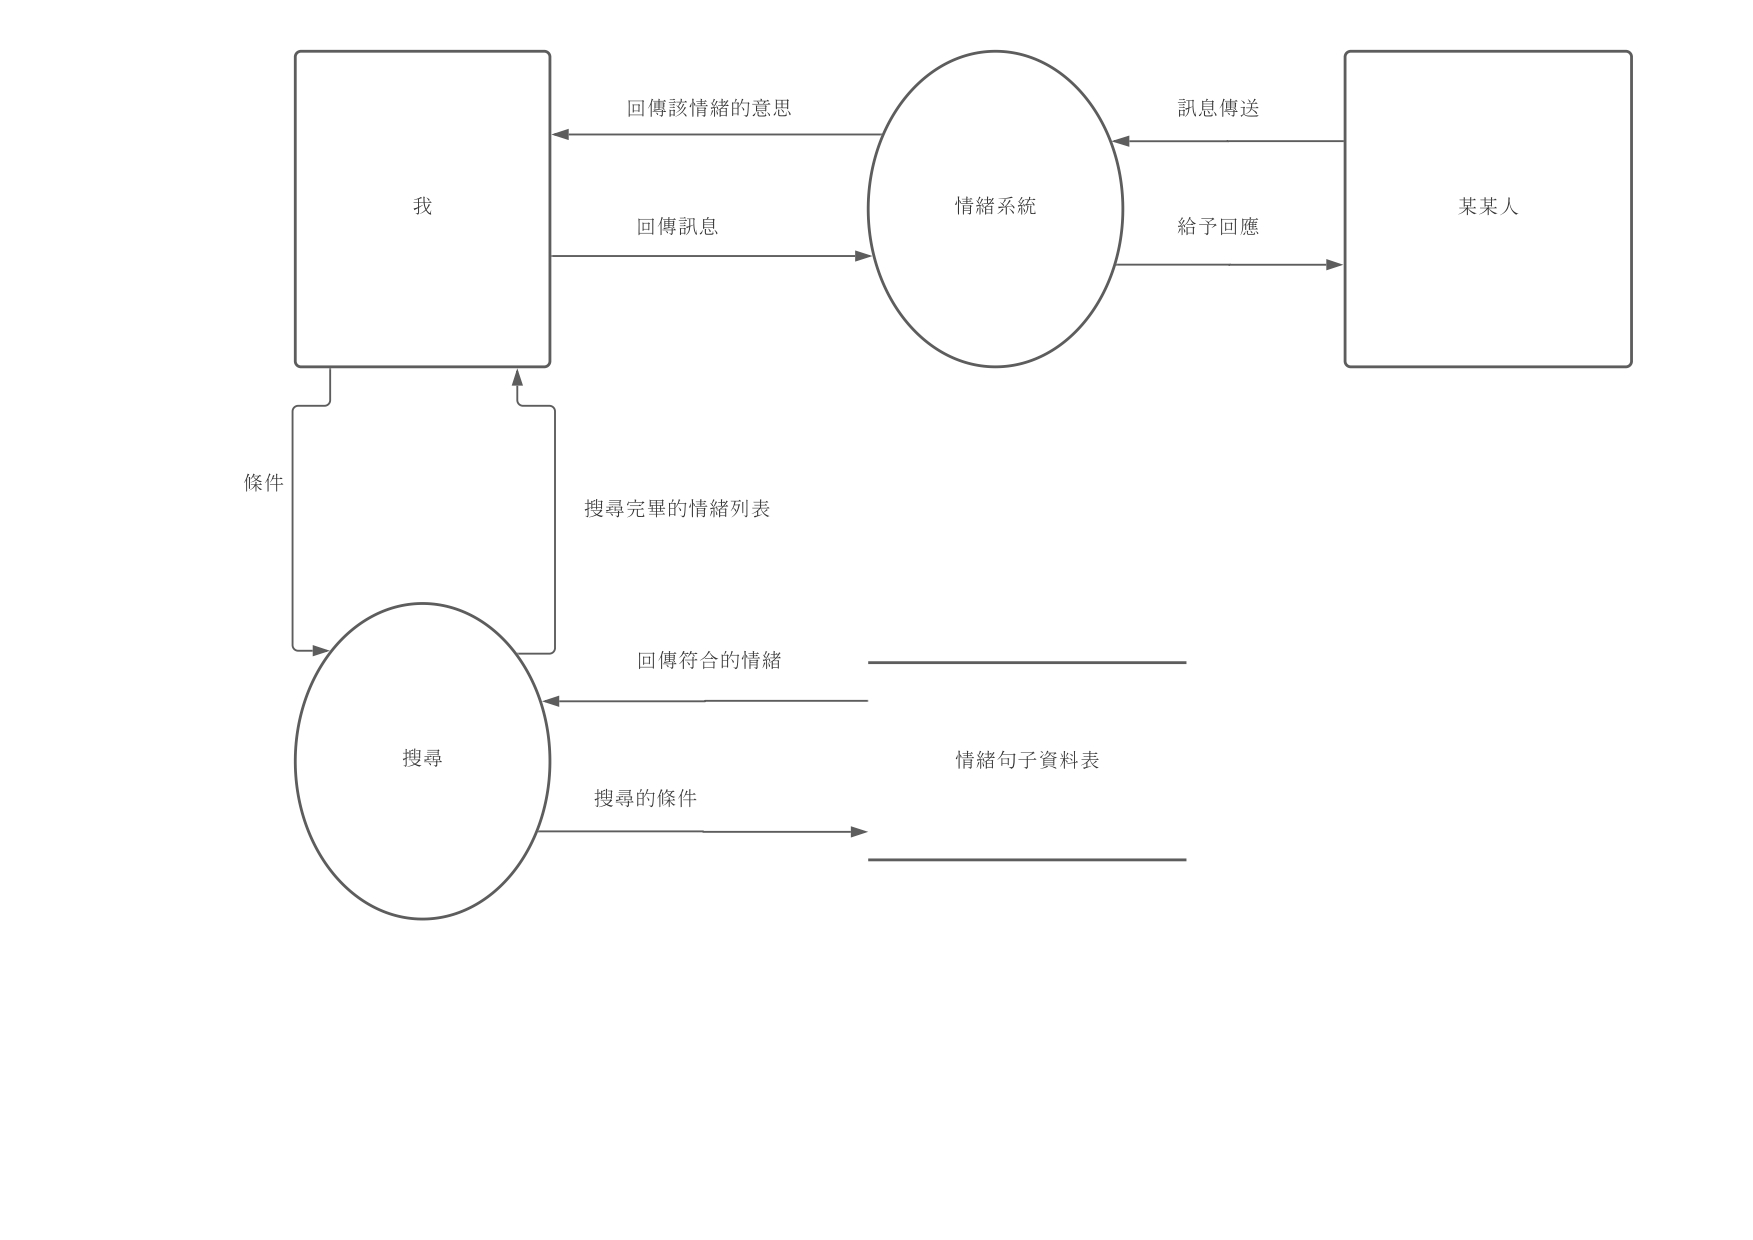 回傳該情緒的意思
訊息傳送
我
情緒系統
某某人
回傳訊息
給予回應
條件
搜尋完畢的情緒列表
回傳符合的情緒
搜尋
情緒句子資料表
搜尋的條件